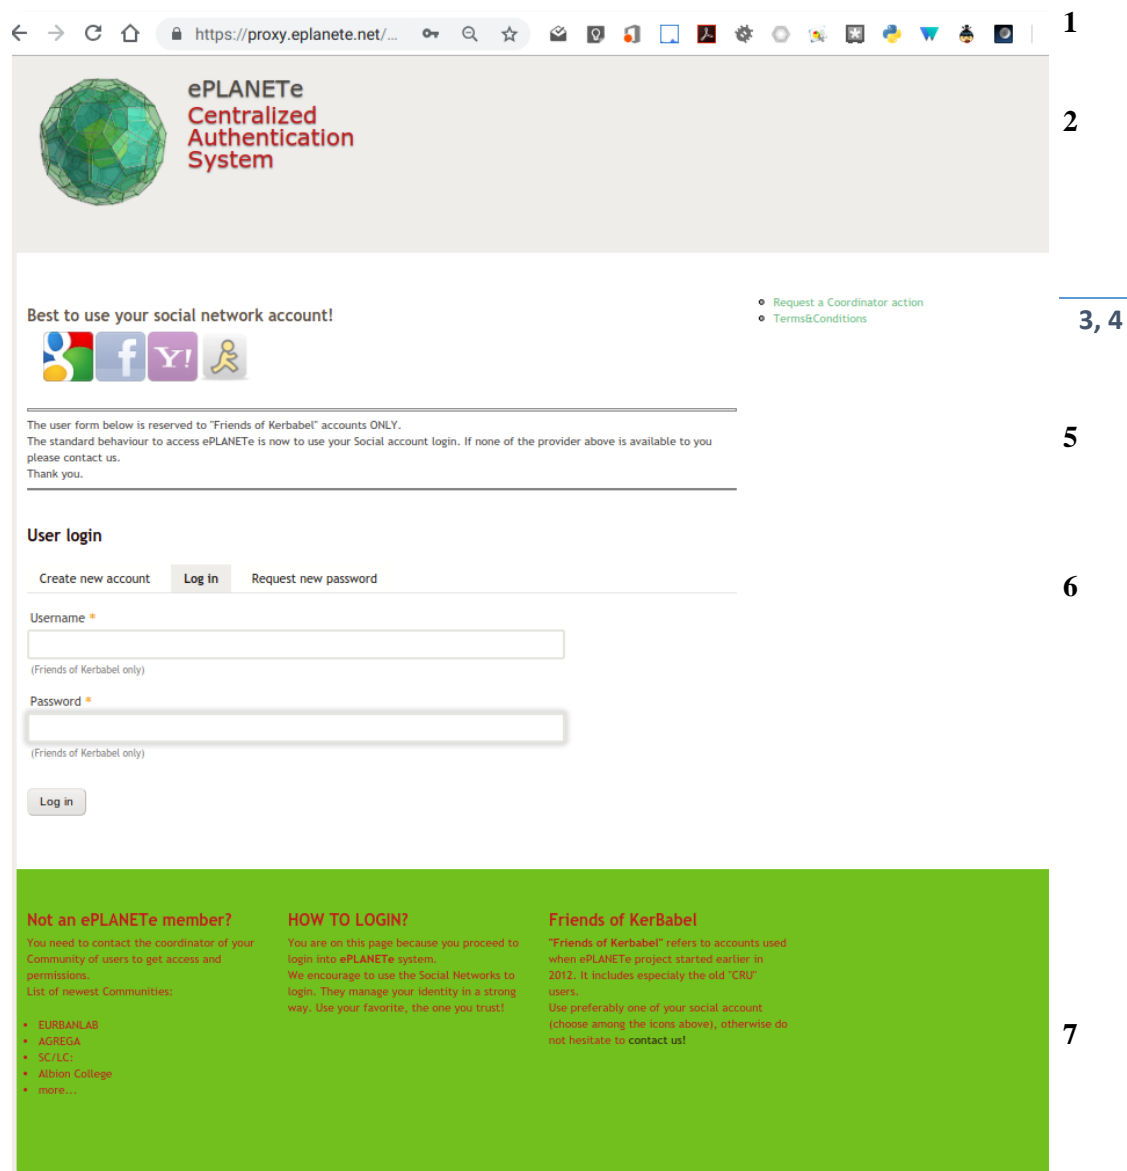 https://proxy.eplanete.net/...
1
ePLANETe
Centralized
Authentication
System
2
Best to use your social network account!
Request a Coordinator action
Terms&Conditions
3, 4
f
Y!
The user form below is reserved to "Friends of Kerbabel" accounts ONLY.
The standard behaviour to access ePLANETe is now to use your Social account login. If none of the provider above is available to you
please contact us.
Thank you.
5
User login
Create new account Log in Request new password
6
Username *
(Friends of Kerbabel only)
Password *
(Friends of Kerbabel only)
Log in
Not an ePLANETe member?
You need to contact the coordinator of your
Community of users to get access and
permissions.
List of newest Communities:
EURBANLAB
AGREGA
SC/LC:
Albion College
more...
HOW TO LOGIN?
You are on this page because you proceed to
login into ePLANETe system.
We encourage to use the Social Networks to
login. They manage your identity in a strong
way. Use your favorite, the one you trust!
Friends of KerBabel
"Friends of Kerbabel" refers to accounts used
when ePLANETe project started earlier in
2012. It includes especialy the old "CRU"
users.
Use preferably one of your social account
(choose among the icons above), otherwise do
not hesitate to contact us!
7